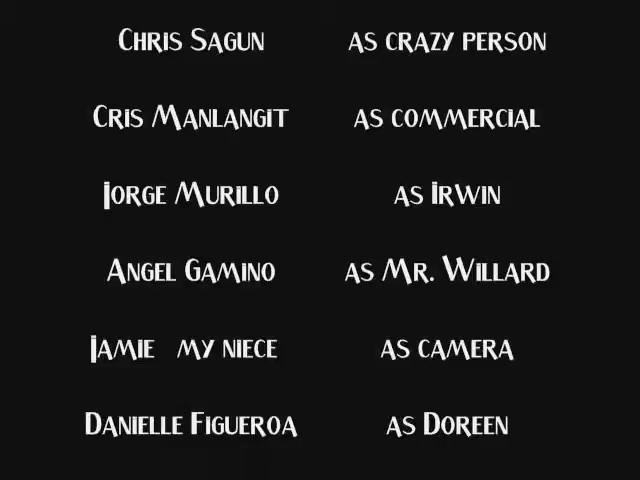 Chris Sagun as crazy person
Cris Manlangit as commercial
Jorge Murillo as Irwin
Angel Gamino as Mr. Willard
Jamie my niece as camera
Danielle Figueroa as Doreen